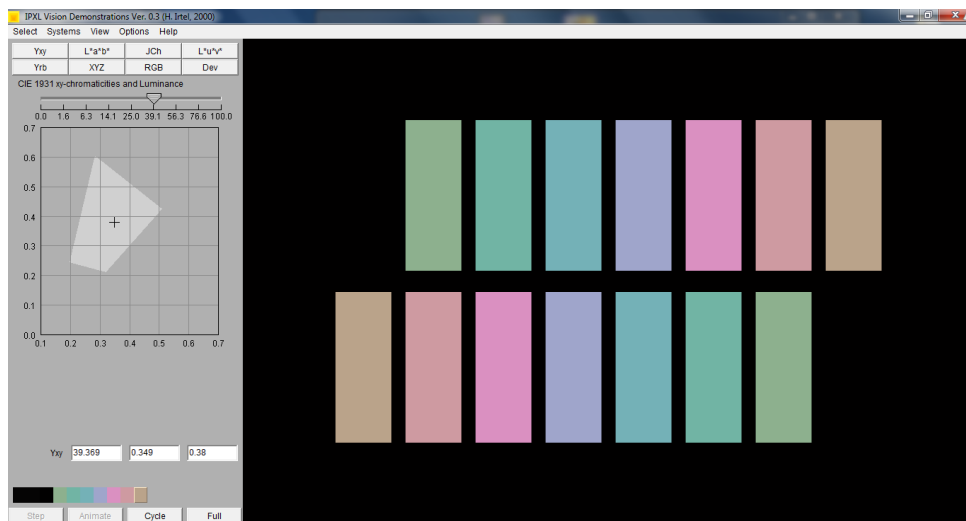 IPXL Vision Demonstrations Ver. 0.3 (H. Irtel, 2000)
Select Systems View Options Help
Yxy L*a*b* JCh L*u*v*
Yrb XYZ RGB Dev
CIE 1931 xy-chromaticities and Luminance
0.0 1.6 6.3 14.1 25.0 39.1 56.3 76.6 100.0
0.7
0.6
0.5
0.4
0.3
0.2
0.1
0.0
0.1 0.2 0.3 0.4 0.5 0.6 0.7
Yxy 39.369 0.349 0.38
Step Animate Cycle Full